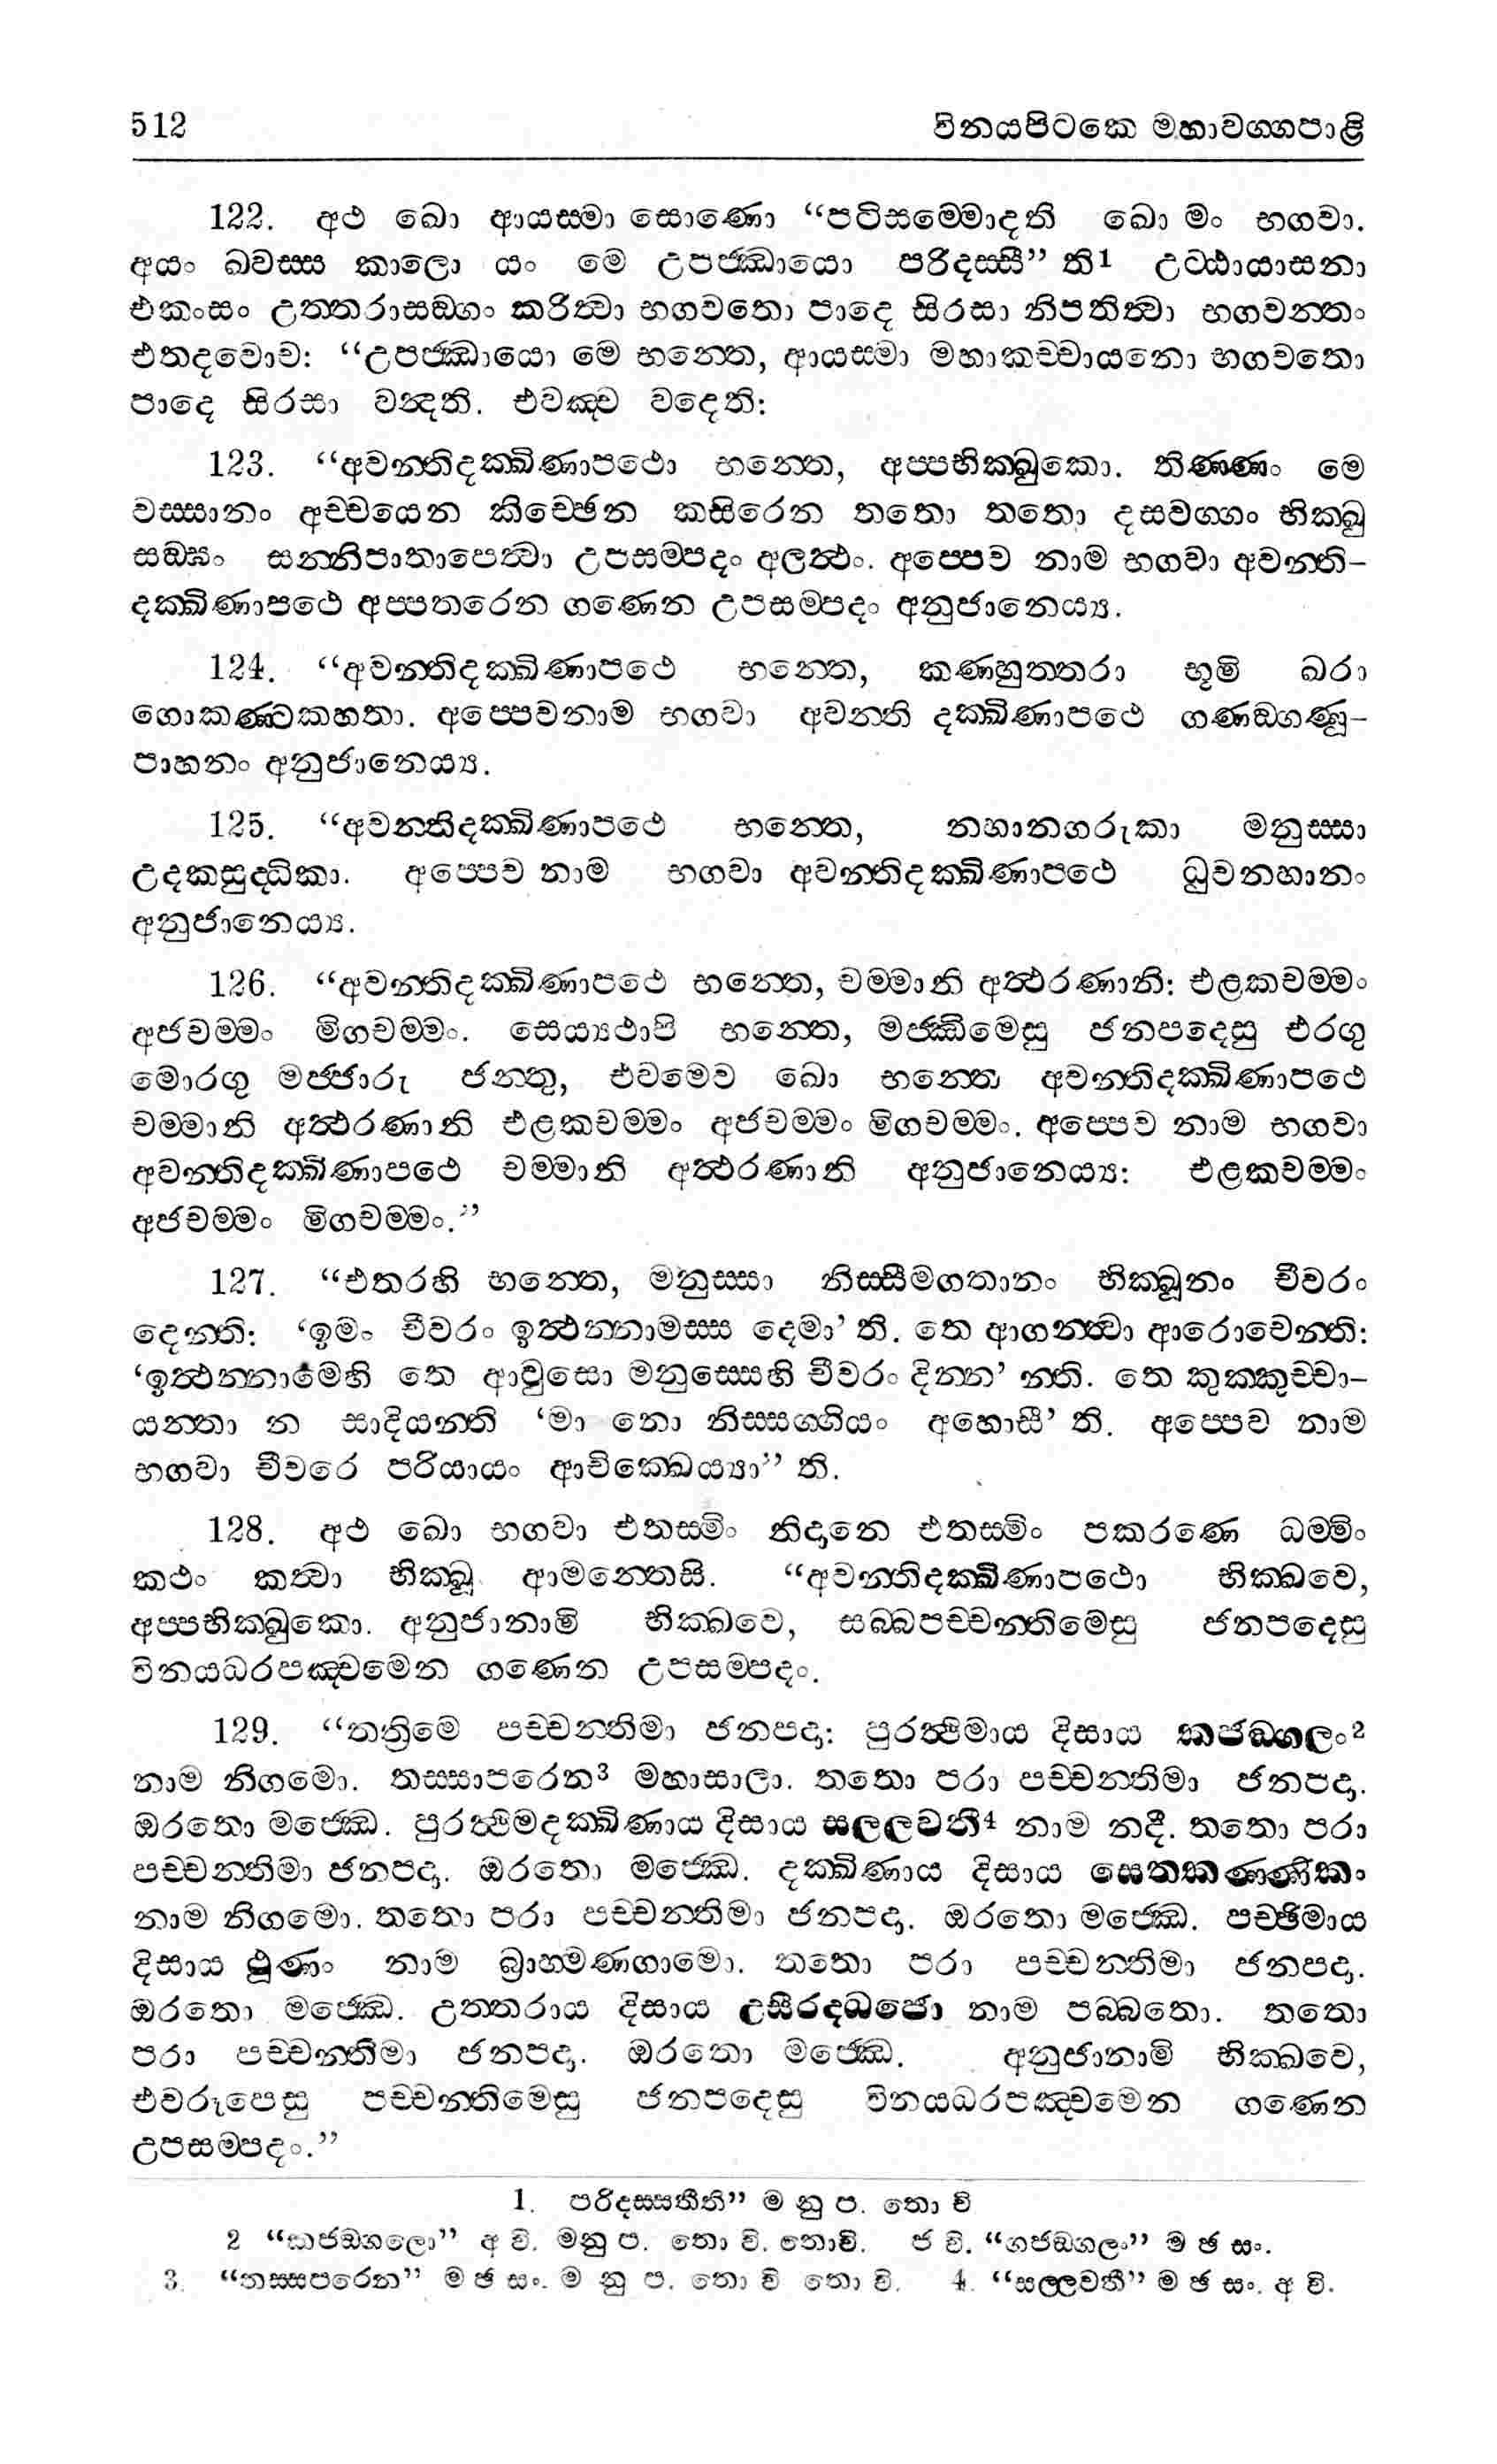 512 විනයපිටකෙ මහාවග්ගපාළි
122. අථ ඛො ආයස්මා සොණො “පටිසම්මොදති ඛො මං භගවා.
අයං ඛ්වස්ස කාලො යං මෙ උපජ්ඣායො පරිදස්සී” ති1 උට්ඨායාසනා
එකංසං උත්තරාසඞ්ගං කරිත්වා භගවතො පාදෙ සිරසා නිපතිත්වා භගවන්තං
එතදවොච: “උපජ්ඣායො මෙ භන්තෙ, ආයස්මා මහාකච්චායනො භගවතො
පාදෙ සිරසා වන්දති. එවඤ්ච වදෙති:
123. “අවන්තිදක්ඛිණාපථො භන්තෙ, අප්පභික්ඛුකො. තිණ්ණං මෙ
වස්සානං අච්චයෙන කිච්ඡෙන කසිරෙන තතො තතො දසවග්ගං භික්ඛු
සඞ්ඝං සන්නිපාතාපෙත්වා උපසම්පදං අලත්ථං. අප්පෙව නාම භගවා අවන්ති-
දක්ඛිණාපථෙ අප්පතරෙන ගණෙන උපසම්පදං අනුජානෙය්‍ය.
124. “අවන්තිදක්ඛිණාපථෙ භන්තෙ, කණ්හුත්තරා භූමි ඛරා
ගොකණ්ටකහතා. අප්පෙවනාම භගවා අවන්ති දක්ඛිණාපථෙ ගණඞ්ගණූ-
පාහනං අනුජානෙය්‍ය.
125. “අවන්තිදක්ඛිණාපථෙ භන්තෙ, නහානගරුකා මනුස්සා
උදකසුද්ධිකා. අප්පෙව නාම භගවා අවන්තිදක්ඛිණාපථෙ ධුවනහානං
අනුජානෙය්‍ය.
126. “අවන්තිදක්ඛිණාපථෙ භන්තෙ, චම්මානි අත්ථරණානි: එළකචම්මං
අජචම්මං මිගචම්මං. සෙය්‍යථාපි භන්තෙ, මජ්ඣිමෙසු ජනපදෙසු එරගු
මොරගු මජ්ජාරු ජන්තු, එවමෙව ඛො භන්තෙ අවන්තිදක්ඛිණාපථෙ
චම්මානි අත්ථරණානි එළකචම්මං අජචම්මං මිගචම්මං. අප්පෙව නාම භගවා
අවන්තිදක්ඛිණාපථෙ චම්මානි අත්ථරණානි අනුජානෙය්‍ය: එළකචම්මං
අජචම්මං මිගචම්මං.”
127. “එතරහි භන්තෙ, මනුස්සා නිස්සීමගතානං භික්ඛූනං චීවරං
දෙන්ති: ‘ඉමං චීවරං ඉත්ථන්නාමස්ස දෙමා’ ති. තෙ ආගන්ත්වා ආරොචෙන්ති:
‘ඉත්ථන්නාමෙහි තෙ ආවුසො මනුස්සෙහි චීවරං දින්න’ න්ති. තෙ කුක්කුච්චා-
යන්තා න සාදියන්ති ‘මා නො නිස්සග්ගියං අහොසී’ ති. අප්පෙව නාම
භගවා චීවරෙ පරියායං ආචික්ඛෙය්‍යා” ති.
128. අථ ඛො භගවා එතස්මිං නිදානෙ එතස්මිං පකරණෙ ධම්මිං
කථං කත්වා භික්ඛූ ආමන්තෙසි. “අවන්තිදක්ඛිණාපථො භික්ඛවෙ,
අප්පභික්ඛුකො. අනුජානාමි භික්ඛවෙ, සබ්බපච්චන්තිමෙසු ජනපදෙසු
විනයධරපඤ්චමෙන ගණෙන උපසම්පදං.
129. “තත්‍රිමෙ පච්චන්තිමා ජනපදා: පුරත්ථිමාය දිසාය කජඞ්ගලං2
නාම නිගමො. තස්සාපරෙන3 මහාසාලා. තතො පරා පච්චන්තිමා ජනපදා.
ඔරතො මජ්ඣෙ. පුරත්ථිමදක්ඛිණාය දිසාය සලලවතී4 නාම නදී. තතො පරා
පච්චන්තිමා ජනපදා. ඔරතො මජ්ඣෙ. දක්ඛිණාය දිසාය සෙතකණ්ණිකං
නාම නිගමො. තතො පරා පච්චන්තිමා ජනපදා. ඔරතො මජ්ඣෙ. පච්ඡිමාය
දිසාය ථූණං නාම බ්‍රාහ්මණගාමො. තතො පරා පච්චන්තිමා ජනපදා.
ඔරතො මජ්ඣෙ. උත්තරාය දිසාය උසීරද්ධජො නාම පබ්බතො. තතො
පරා පච්චන්තිමා ජනපදා. ඔරතො මජ්ඣෙ. අනුජානාමි භික්ඛවෙ,
එවරූපෙසු පච්චන්තිමෙසු ජනපදෙසු විනයධරපඤ්චමෙන ගණෙන
උපසම්පදං.”
1. පරිදස්සතීති” ම නු ප. තො වි
2 “කජඞ්ගලො” අ වි. මනු ප. තො වි. නොවි. ජ වි. “ගජඞ්ගලං” ම ඡ සං.
3. “තස්සපරෙන” ම ඡ සං. ම නු ප. තො වි තො වි. 4. “සල්ලවතී” ම ඡ සං. අ වි.